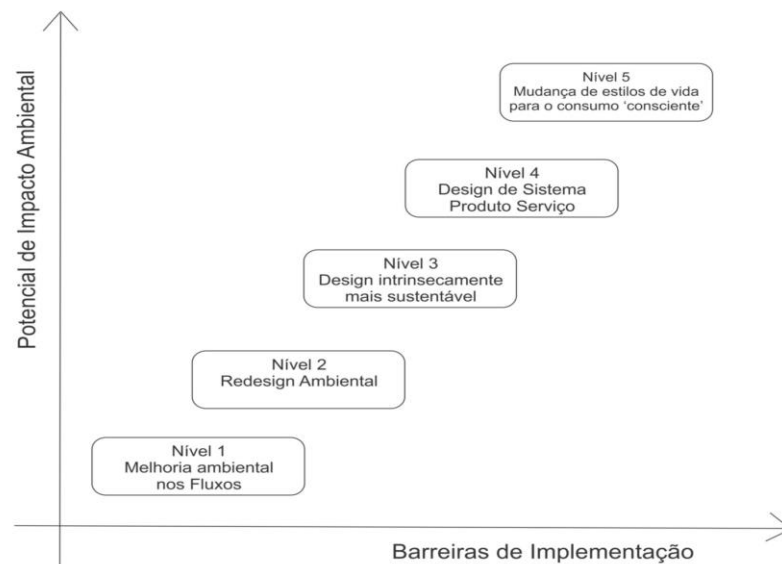 Potencial de Impacto Ambiental
Nível 5
Mudança de estilos de vida
para o consumo ‘consciente’
Nível 4
Design de Sistema
Produto Serviço
Nível 3
Design intrinsecamente
mais sustentável
Nível 2
Redesign Ambiental
Nível 1
Melhoria ambiental
nos Fluxos
Barreiras de Implementação